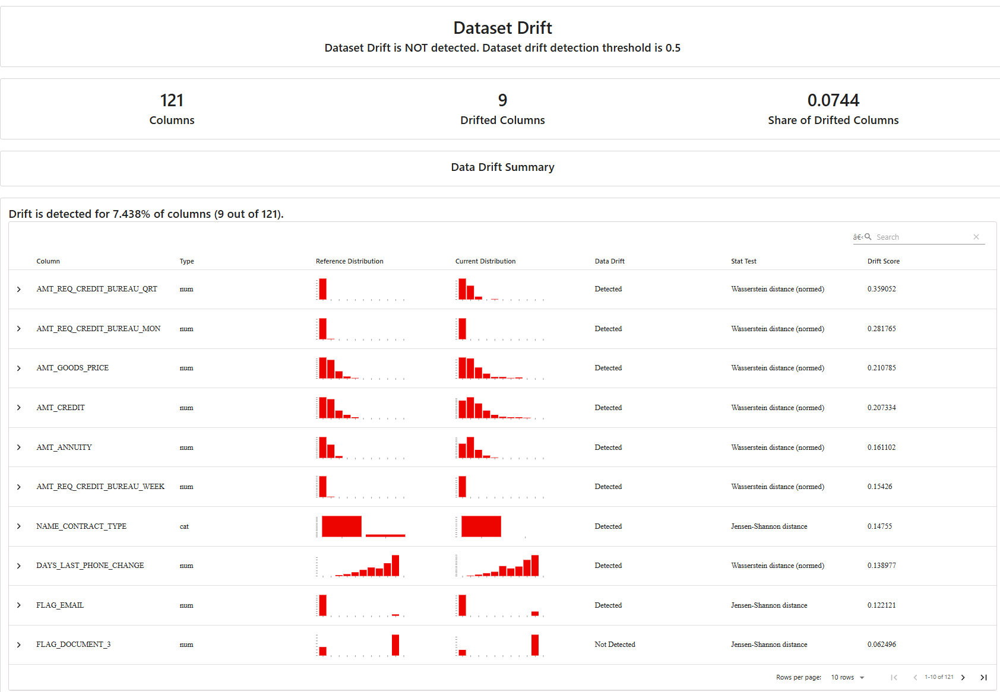 Dataset Drift
Dataset Drift is NOT detected. Dataset drift detection threshold is 0.5
121 9 0.0744
Columns Drifted Columns Share of Drifted Columns
Data Drift Summary
Drift is detected for 7.438% of columns (9 out of 121).
â€‹ Search
Column Type Reference Distribution Current Distribution Data Drift Stat Test Drift Score
AMT_REQ_CREDIT_BUREAU_QRT num Detected Wasserstein distance (normed) 0.359052
AMT_REQ_CREDIT_BUREAU_MON num Detected Wasserstein distance (normed) 0.281765
AMT_GOODS_PRICE num Detected Wasserstein distance (normed) 0.210785
AMT_CREDIT num Detected Wasserstein distance (normed) 0.207334
AMT_ANNUITY num Detected Wasserstein distance (normed) 0.161102
AMT_REQ_CREDIT_BUREAU_WEEK num Detected Wasserstein distance (normed) 0.15426
NAME_CONTRACT_TYPE cat Detected Jensen-Shannon distance 0.14755
DAYS_LAST_PHONE_CHANGE num Detected Wasserstein distance (normed) 0.138977
FLAG_EMAIL num Detected Jensen-Shannon distance 0.122121
FLAG_DOCUMENT_3 num Not Detected Jensen-Shannon distance 0.062496
Rows per page: 10 rows 1-10 of 121